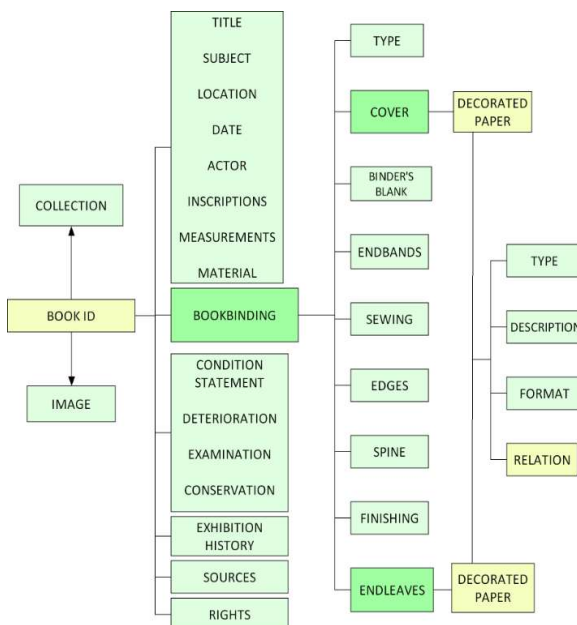 COLLECTION
BOOK ID
IMAGE
TITLE
SUBJECT
LOCATION
DATE
ACTOR
INSCRIPTIONS
MEASUREMENTS
MATERIAL
BOOKBINDING
CONDITION
STATEMENT
DETERIORATION
EXAMINATION
CONSERVATION
EXHIBITION
HISTORY
SOURCES
RIGHTS
TYPE
COVER
BINDER'S
BLANK
ENDBANDS
SEWING
EDGES
SPINE
FINISHING
ENDLEAVES
DECORATED
PAPER
DECORATED
PAPER
TYPE
DESCRIPTION
FORMAT
RELATION